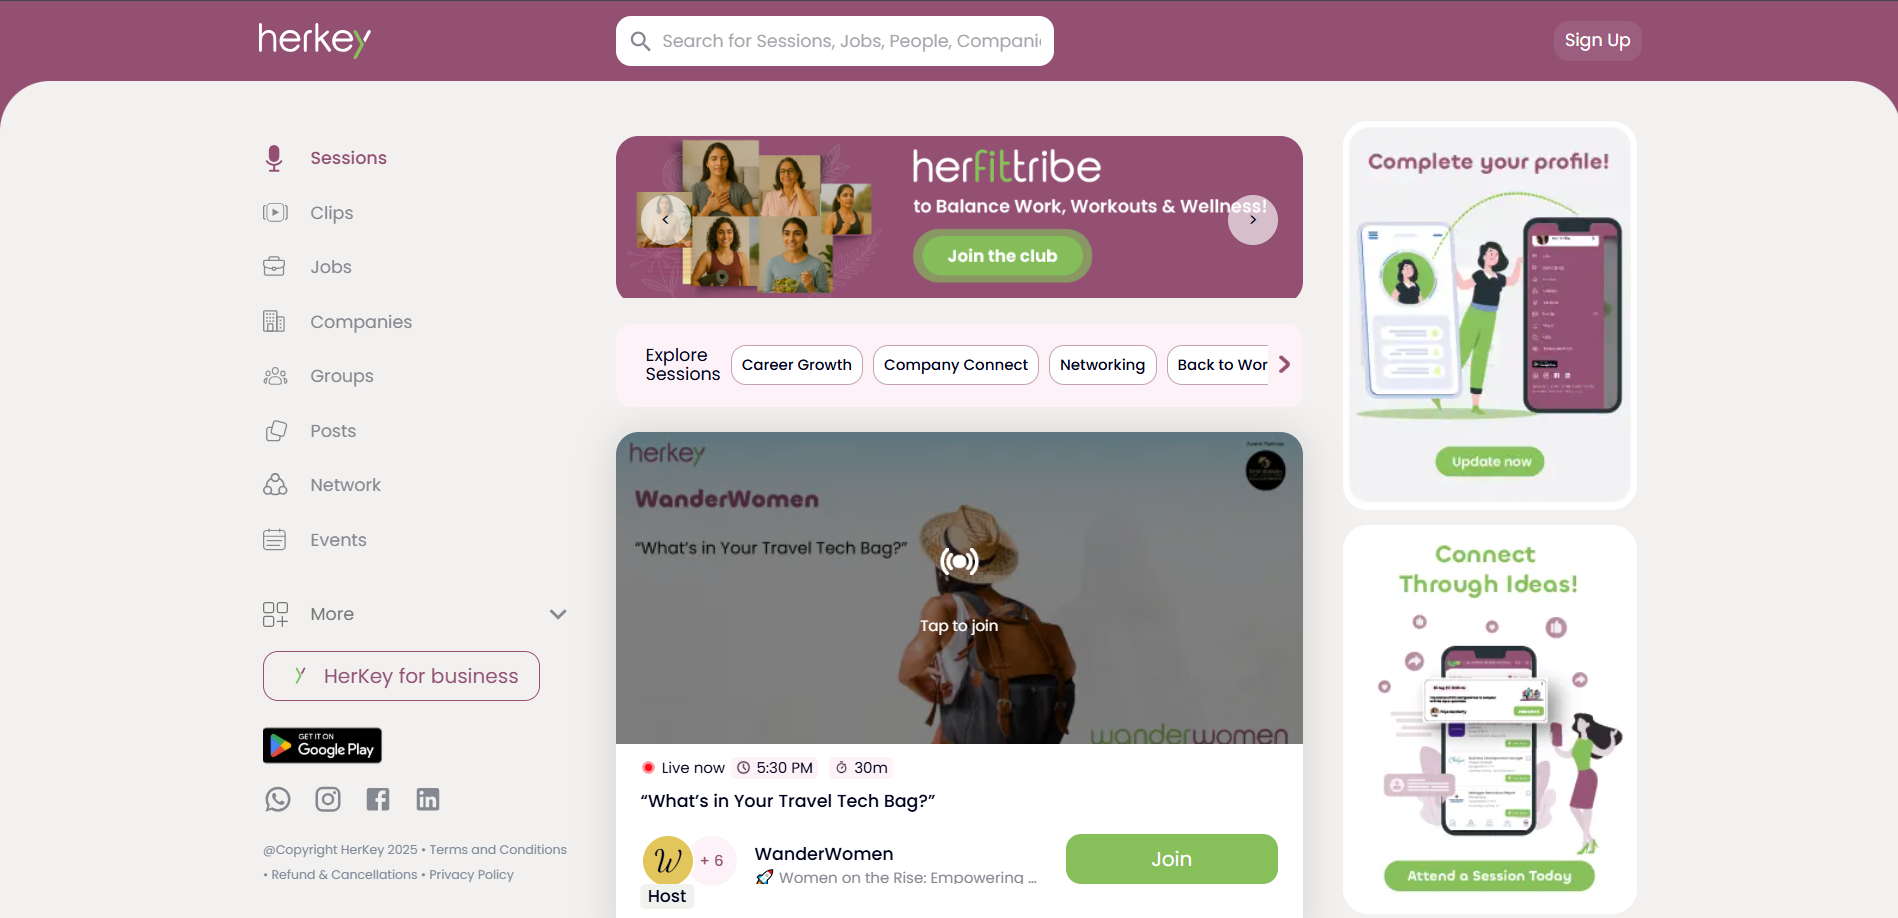 herkey
Search for Sessions, Jobs, People, Compani
Sign Up
Sessions
Clips
Jobs
Companies
Groups
Posts
Network
Events
More
HerKey for business
GET IT ON
Google Play
@Copyright HerKey 2025 • Terms and Conditions
• Refund & Cancellations • Privacy Policy
herfittribe
to Balance Work, Workouts & Wellness!
Join the club
Explore
Sessions
Career Growth
Company Connect
Networking
Back to Wor
herkey
WanderWomen
“What’s in Your Travel Tech Bag?”
Tap to join
wanderwomen
Live now
5:30 PM
30m
“What’s in Your Travel Tech Bag?”
W
+ 6
Host
WanderWomen
🚀 Women on the Rise: Empowering ...
Join
Complete your profile!
Update now
Connect
Through Ideas!
Attend a Session Today